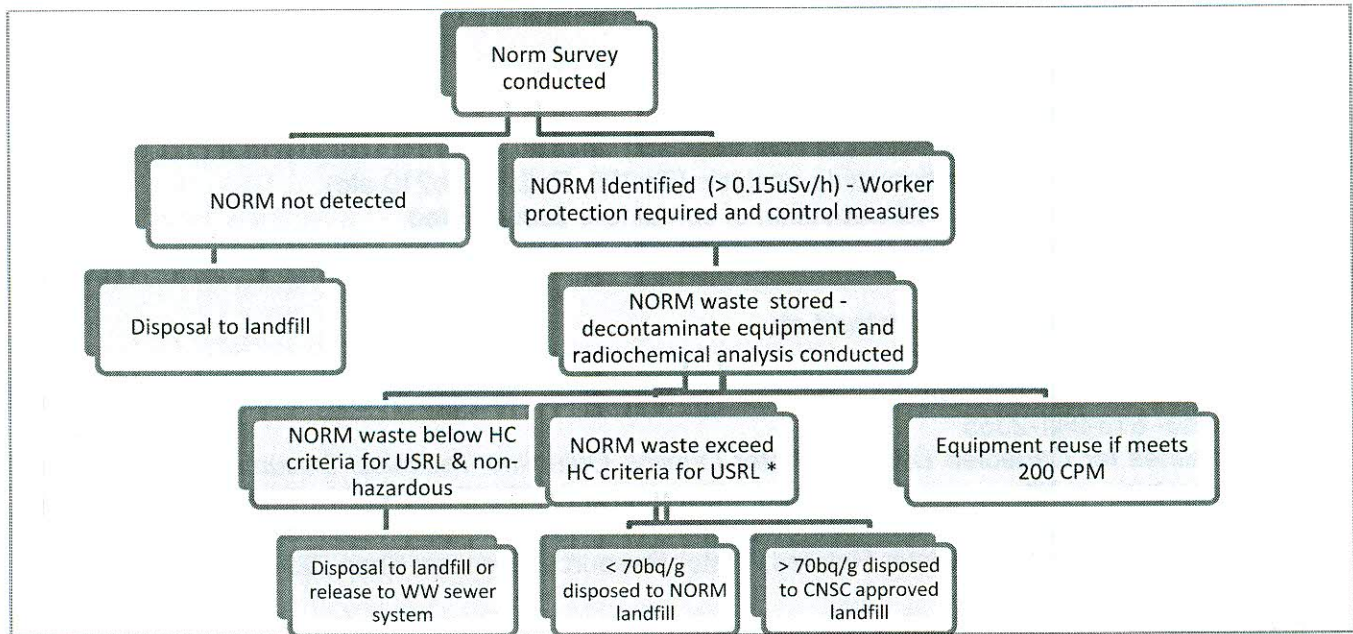 Norm Survey
conducted
NORM not detected
NORM Identified (> 0.15uSv/h) - Worker
protection required and control measures
Disposal to landfill
NORM waste stored -
decontaminate equipment and
radiochemical analysis conducted
NORM waste below HC
criteria for USRL & non-
hazardous
NORM waste exceed
HC criteria for USRL *
Equipment reuse if meets
200 CPM
Disposal to landfill or
release to WW sewer
system
< 70bq/g
disposed to NORM
landfill
> 70bq/g disposed
to CNSC approved
landfill